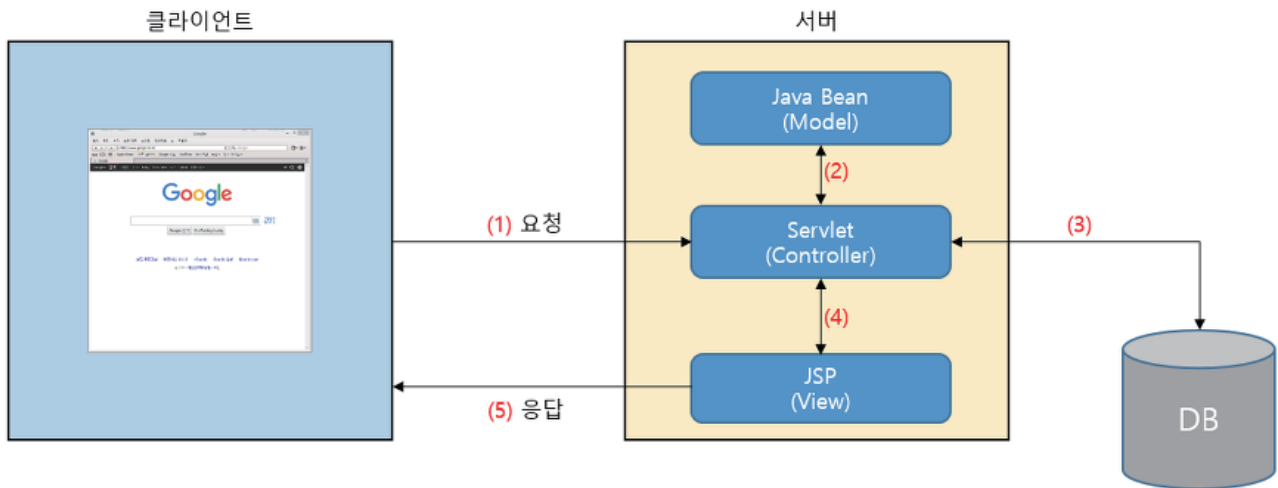 클라이언트
서버
Java Bean
(Model)
(2)
Google
(1) 요청
Servlet
(Controller)
(3)
(4)
(5) 응답
JSP
(View)
DB